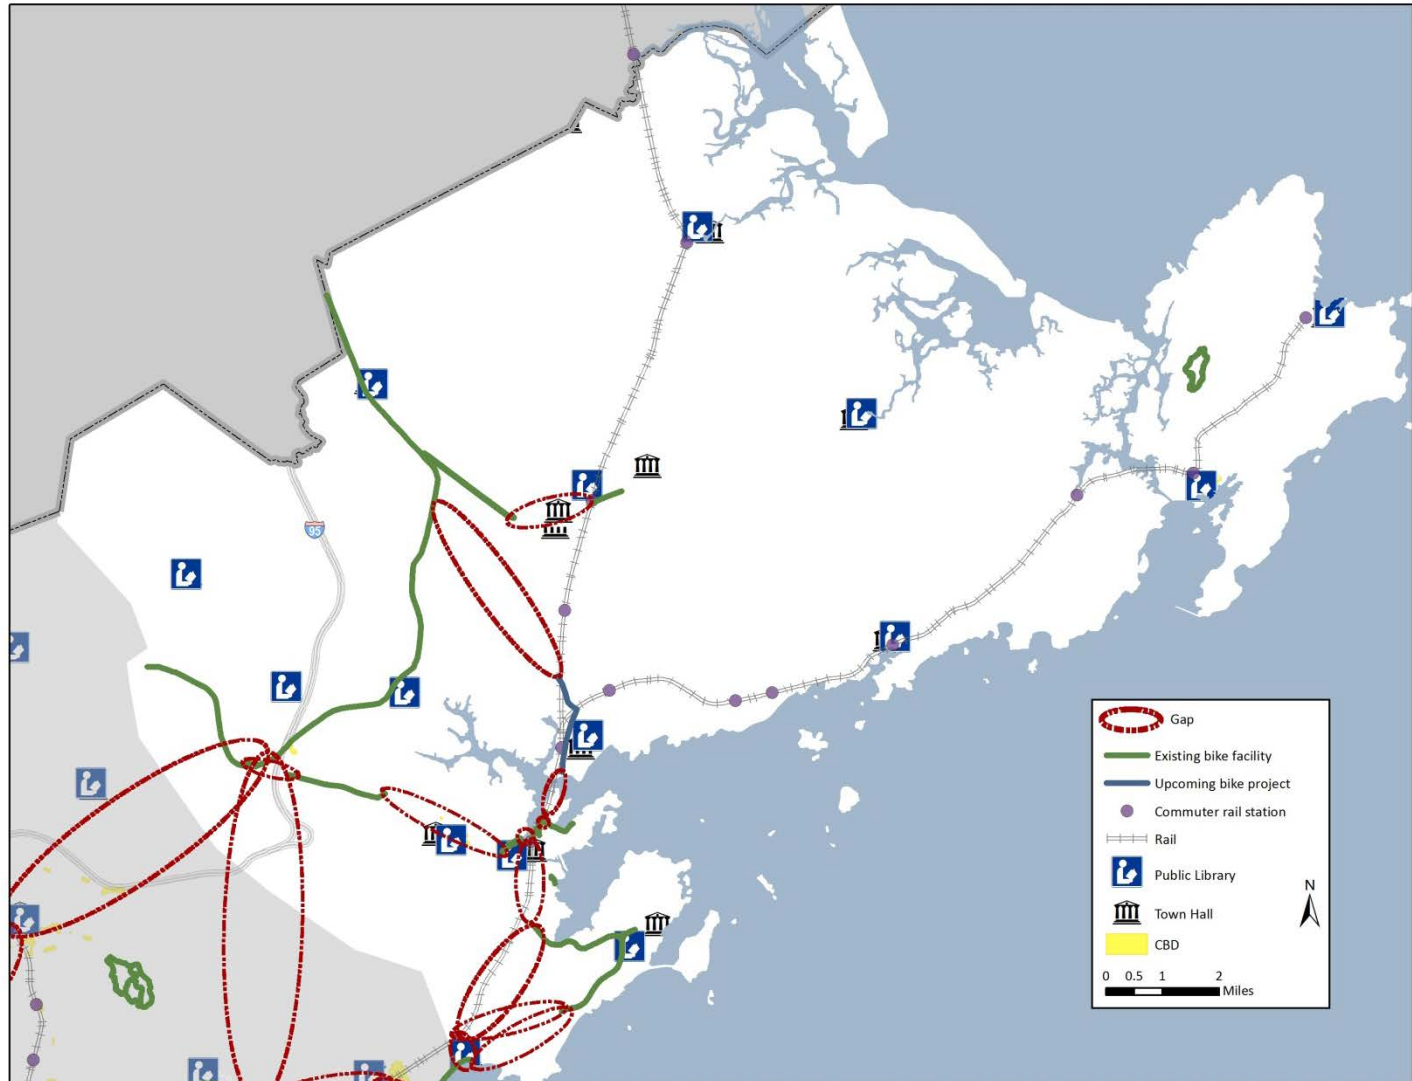 95
Gap
Existing bike facility
Upcoming bike project
Commuter rail station
Rail
Public Library
Town Hall
CBD
N
0 0.5 1 2
Miles